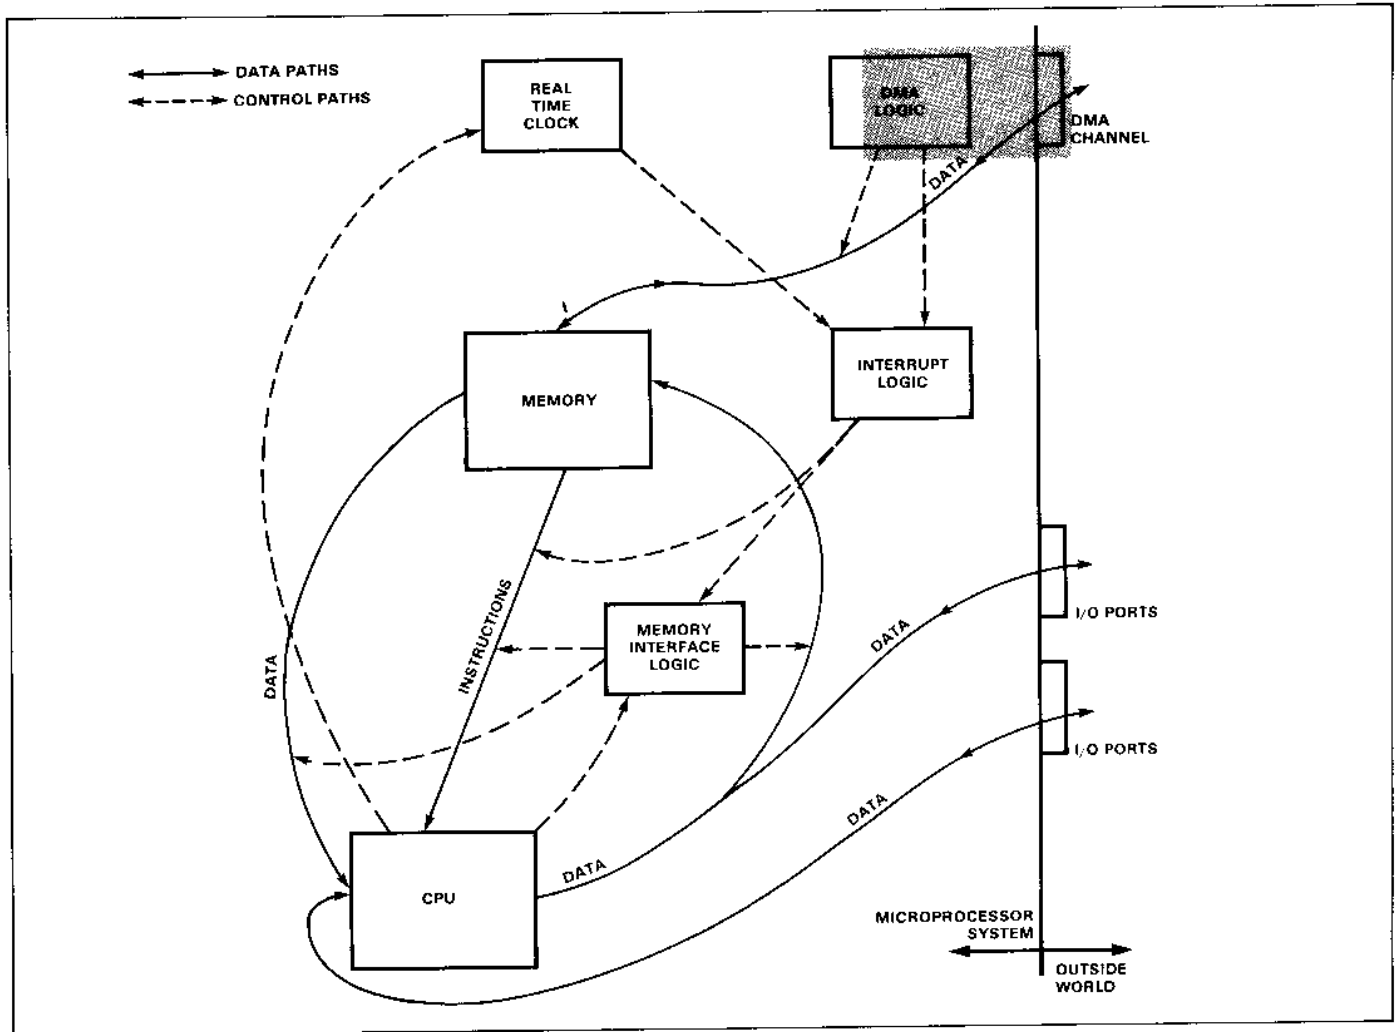 DATA PATHS
CONTROL PATHS
REAL
TIME
CLOCK
DMA
LOGIC
DMA
CHANNEL
DATA
MEMORY
INTERRUPT
LOGIC
INSTRUCTIONS
MEMORY
INTERFACE
LOGIC
DATA
DATA
I/O PORTS
I/O PORTS
DATA
DATA
CPU
MICROPROCESSOR
SYSTEM
OUTSIDE
WORLD